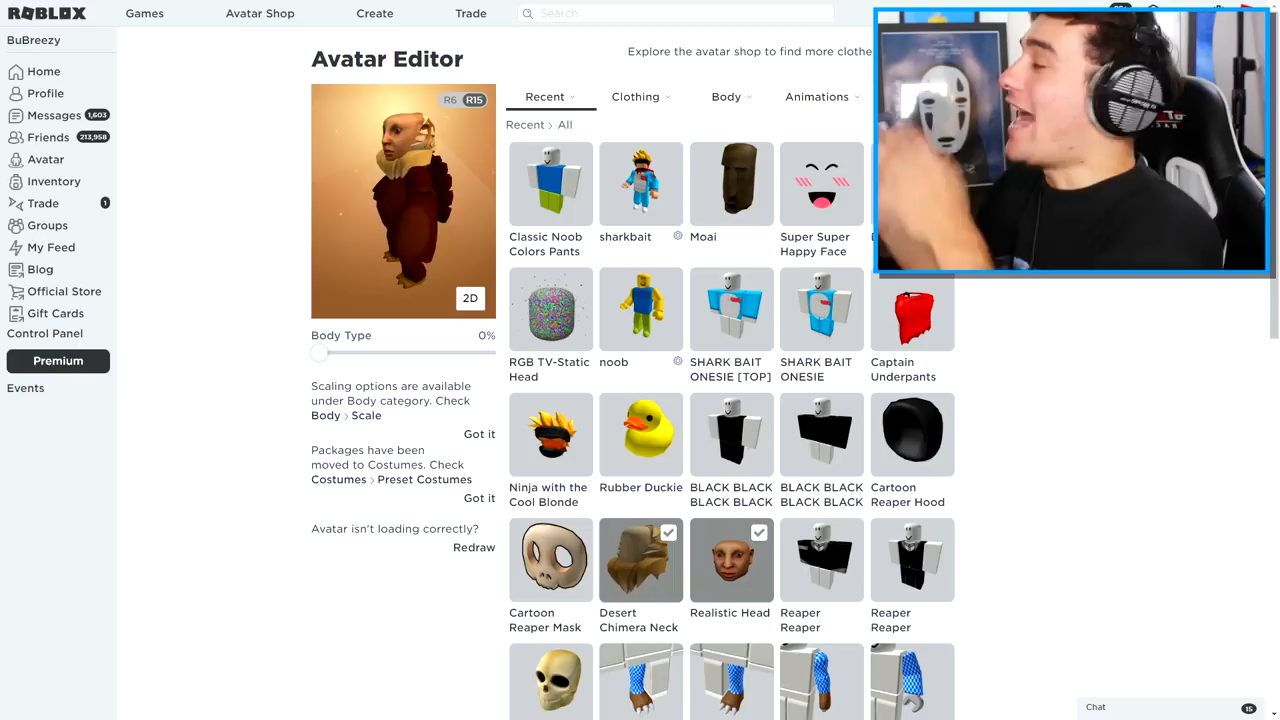 ROBLOX
Games
Avatar Shop
Create
Trade
Search
BuBreezy
Home
Profile
Messages 1,603
Friends 213,958
Avatar
Inventory
Trade 1
Groups
My Feed
Blog
Official Store
Gift Cards
Control Panel
Premium
Events
Avatar Editor
Explore the avatar shop to find more clothe
R6 R15
2D
Body Type 0%
Scaling options are available
under Body category. Check
Body > Scale
Got it
Packages have been
moved to Costumes. Check
Costumes > Preset Costumes
Got it
Avatar isn't loading correctly?
Redraw
Recent
Clothing
Body
Animations
Recent > All
Classic Noob
Colors Pants
sharkbait
Moai
Super Super
Happy Face
RGB TV-Static
Head
noob
SHARK BAIT
ONESIE [TOP]
SHARK BAIT
ONESIE
Captain
Underpants
Ninja with the
Cool Blonde
Rubber Duckie
BLACK BLACK
BLACK BLACK
BLACK BLACK
BLACK BLACK
Cartoon
Reaper Hood
Cartoon
Reaper Mask
Desert
Chimera Neck
Realistic Head
Reaper
Reaper
Reaper
Reaper
Chat 15